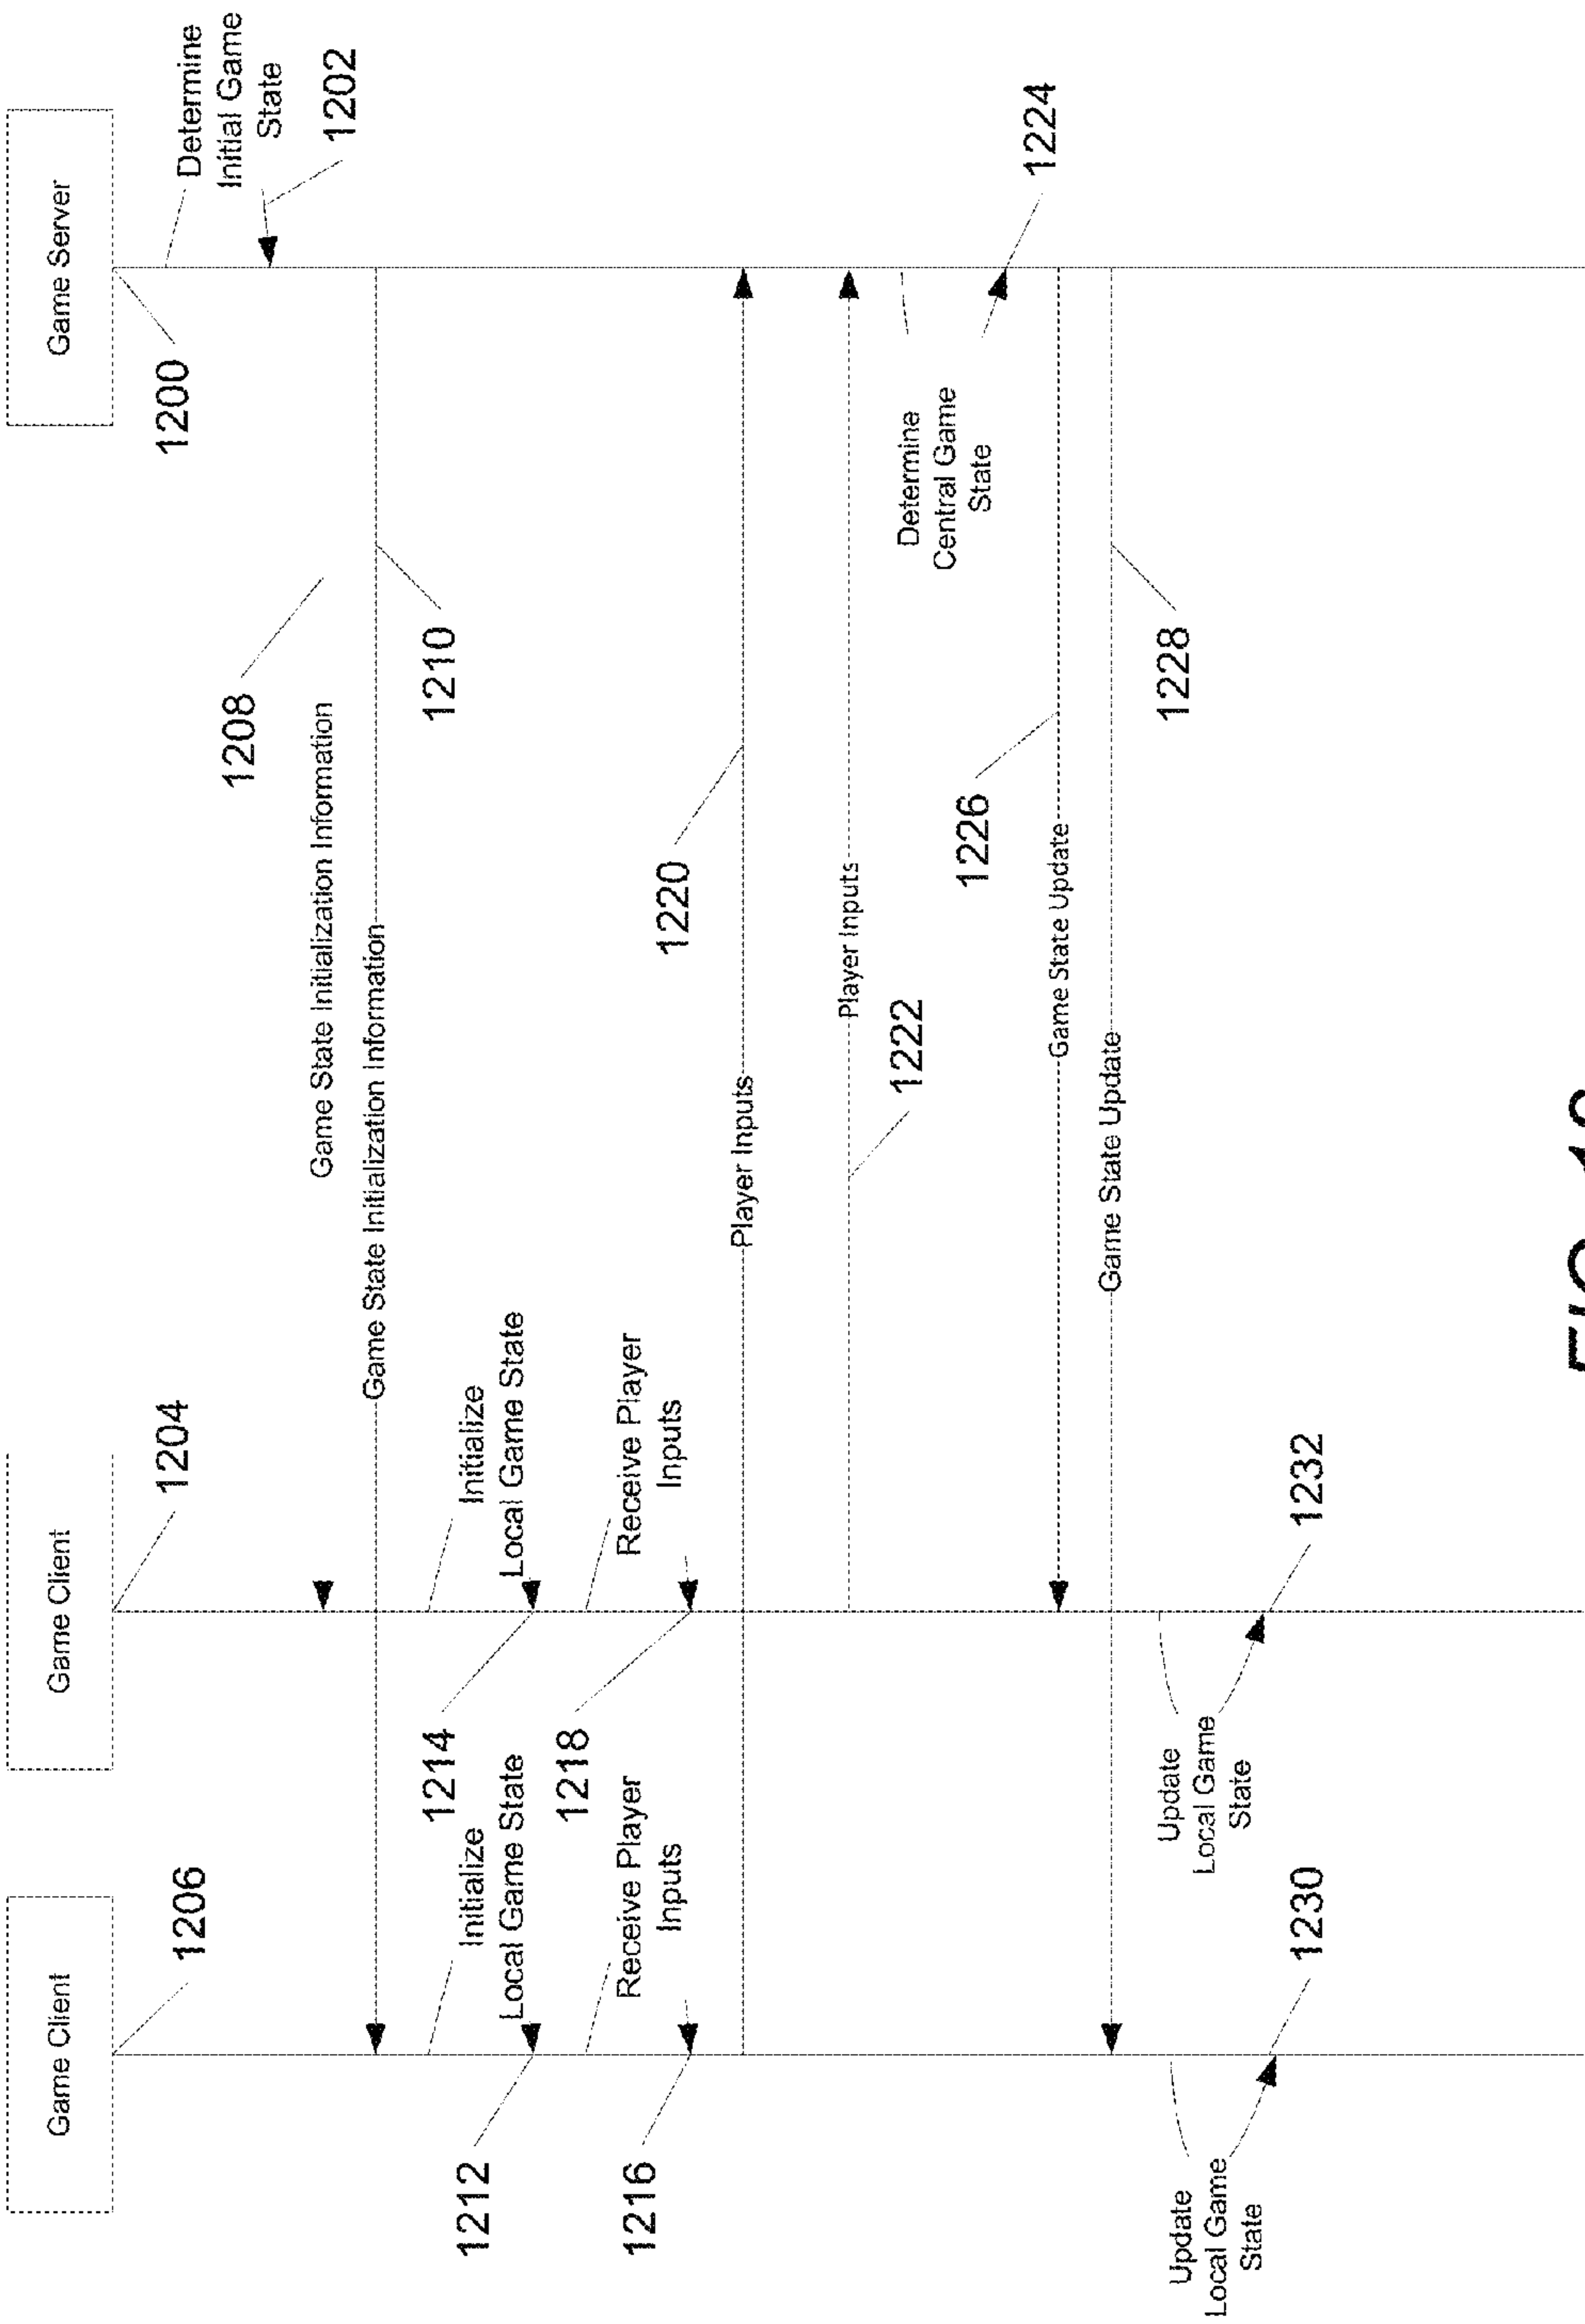 Game Client
Game Client
Game Server
1206
1204
1200
Determine
Initial Game
State
1202
1208
Game State Initialization Information
Game State Initialization Information
1210
Initialize
Local Game State
1212
Initialize
Local Game State
1214
Receive Player
Inputs
1216
Receive Player
Inputs
1218
1220
Player Inputs
Player Inputs
1222
Determine
Central Game
State
1224
1226
Game State Update
Game State Update
1228
Update
Local Game
State
1230
Update
Local Game
State
1232